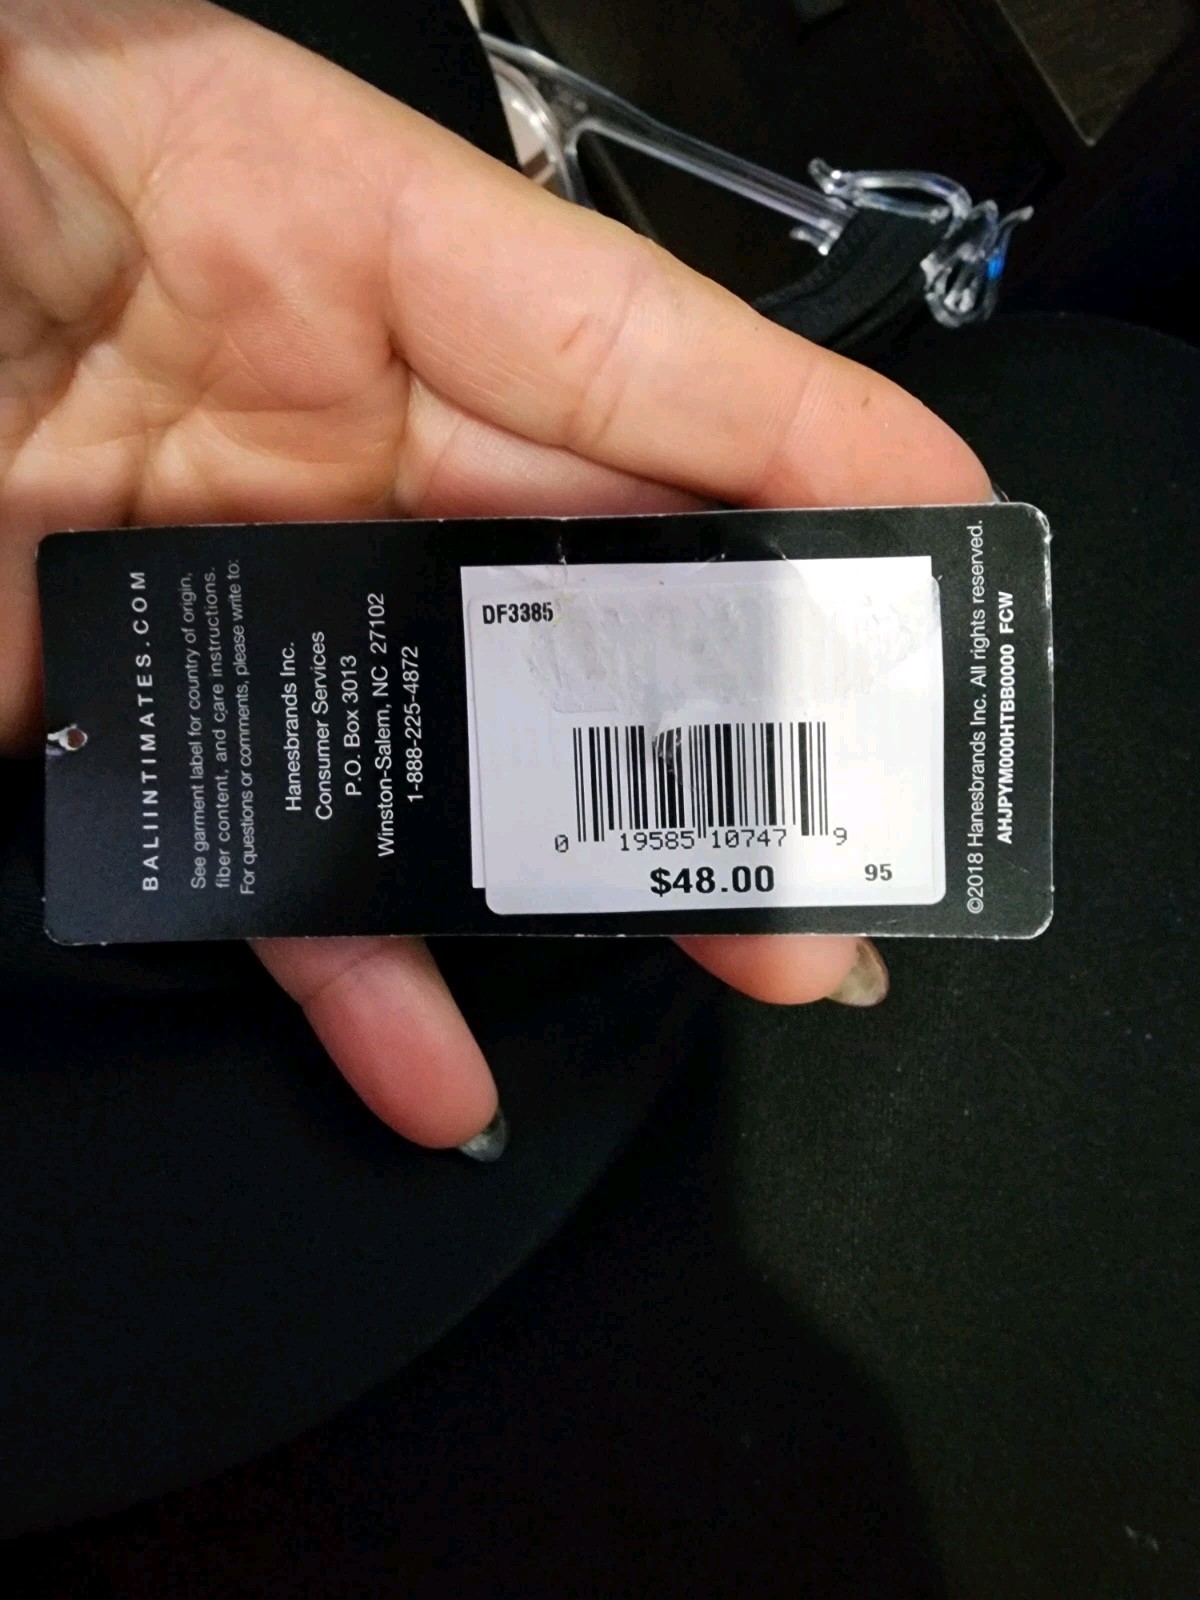 BALIINTIMATES.COM
See garment label for country of origin,
fiber content, and care instructions.
For questions or comments, please write to:
Hanesbrands Inc.
Consumer Services
P.O. Box 3013
Winston-Salem, NC 27102
1-888-225-4872
DF3385
0 19585 10747 9
$48.00
95
©2018 Hanesbrands Inc. All rights reserved.
AHJPYM000HTBB0000 FCW